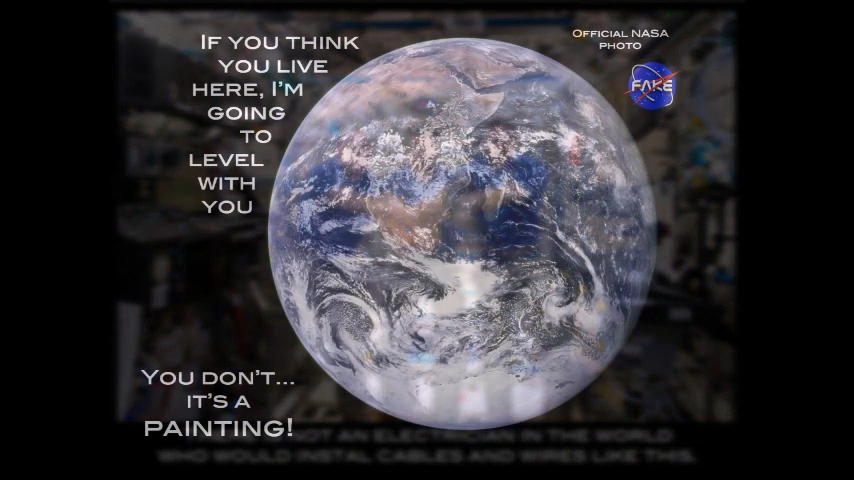 If you think
you live
here, I'm
going
to
level
with
you
Official NASA
photo
FAKE
You don't...
it's a
painting!
not an electrician in the world
who would instal cables and wires like this.